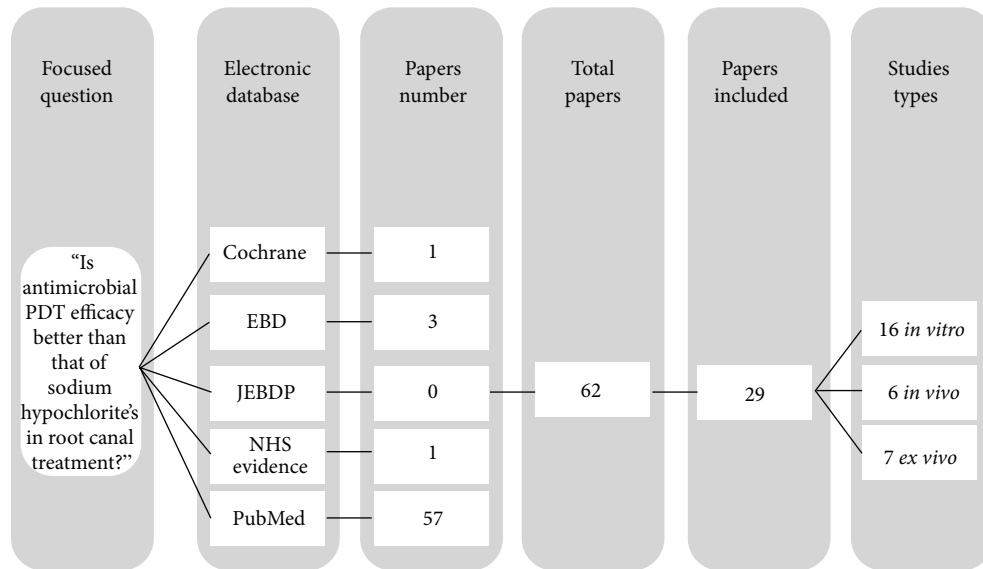 Focused
question
Electronic
database
Papers
number
Total
papers
Papers
included
Studies
types
“Is
antimicrobial
PDT efficacy
better than
that of
sodium
hypochlorite’s
in root canal
treatment?”
Cochrane
1
EBD
3
JEBDP
0
NHS
evidence
1
PubMed
57
62
29
16 in vitro
6 in vivo
7 ex vivo